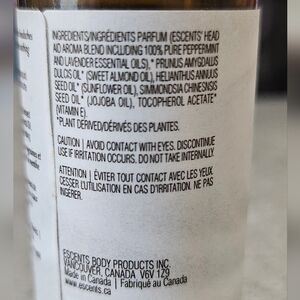 INGREDIENTS/INGRÉDIENTS PARFUM (ESCENTS' HEAD
AID AROMA BLEND INCLUDING 100% PURE PEPPERMINT
AND LAVENDER ESSENTIAL OILS),* PRUNUS AMYGDALUS
DULCIS OIL* (SWEET ALMOND OIL), HELIANTHUS ANNUUS
SEED OIL* (SUNFLOWER OIL), SIMMONDSIA CHINESNSIS
SEED OIL* (JOJOBA OIL), TOCOPHEROL ACETATE*
(VITAMIN E).
*PLANT DERIVED/DÉRIVÉS DES PLANTES.
CAUTION | AVOID CONTACT WITH EYES. DISCONTINUE
USE IF IRRITATION OCCURS. DO NOT TAKE INTERNALLY.
ATTENTION | ÉVITER TOUT CONTACT AVEC LES YEUX.
CESSER L'UTILISATION EN CAS D'IRRITATION. NE PAS
INGÉRER.
ESCENTS BODY PRODUCTS INC.
VANCOUVER, CANADA V6V 1Z9
Made in Canada | Fabriqué au Canada
www.escents.ca